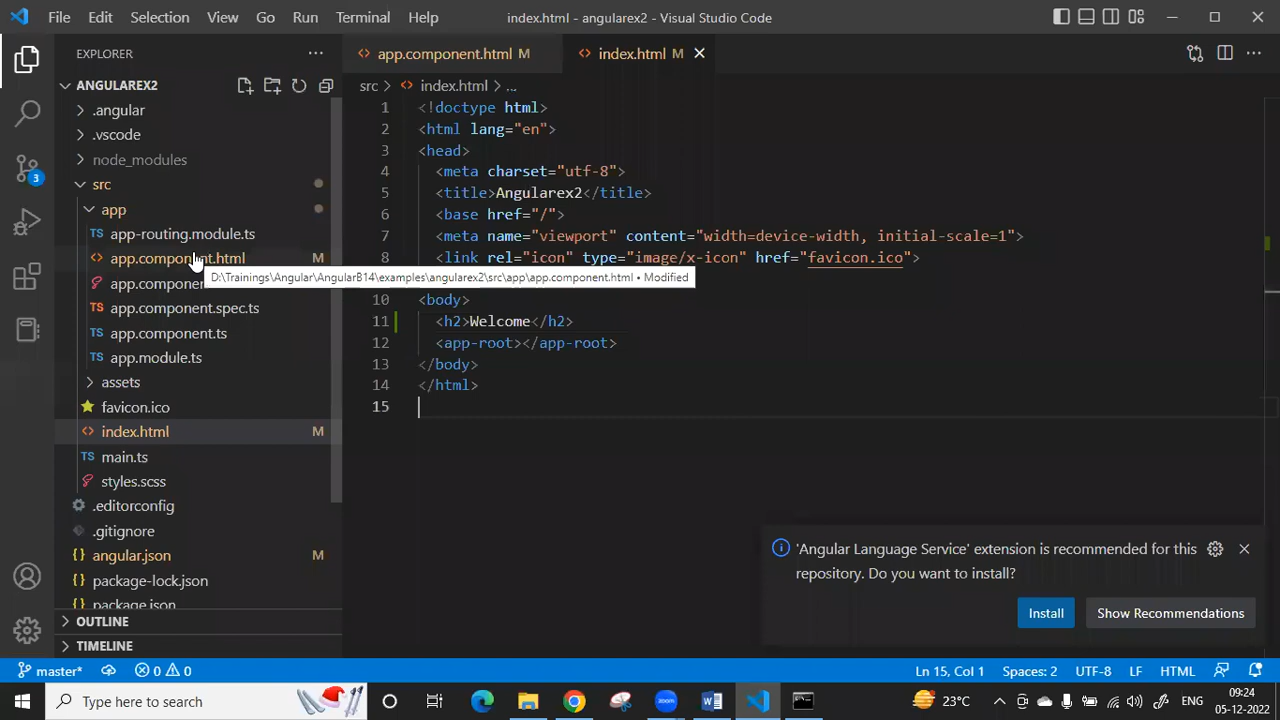 File Edit Selection View Go Run Terminal Help index.html - angularex2 - Visual Studio Code
EXPLORER
ANGULAREX2
.angular
.vscode
node_modules
src
app
app-routing.module.ts
app.component.html M
D:\Trainings\Angular\AngularB14\examples\angularex2\src\app\app.component.html • Modified
app.componen
app.component.spec.ts
app.component.ts
app.module.ts
assets
favicon.ico
index.html M
main.ts
styles.scss
.editorconfig
.gitignore
angular.json M
package-lock.json
package.json
OUTLINE
TIMELINE
3
app.component.html M index.html M
src > index.html > ...
1 <!doctype html>
2 <html lang="en">
3 <head>
4 <meta charset="utf-8">
5 <title>Angularex2</title>
6 <base href="/">
7 <meta name="viewport" content="width=device-width, initial-scale=1">
8 <link rel="icon" type="image/x-icon" href="favicon.ico">
10 <body>
11 <h2>Welcome</h2>
12 <app-root></app-root>
13 </body>
14 </html>
15
'Angular Language Service' extension is recommended for this
repository. Do you want to install?
Install Show Recommendations
master* 0 0 Ln 15, Col 1 Spaces: 2 UTF-8 LF HTML
Type here to search zoom 23°C ENG 09:24
05-12-2022